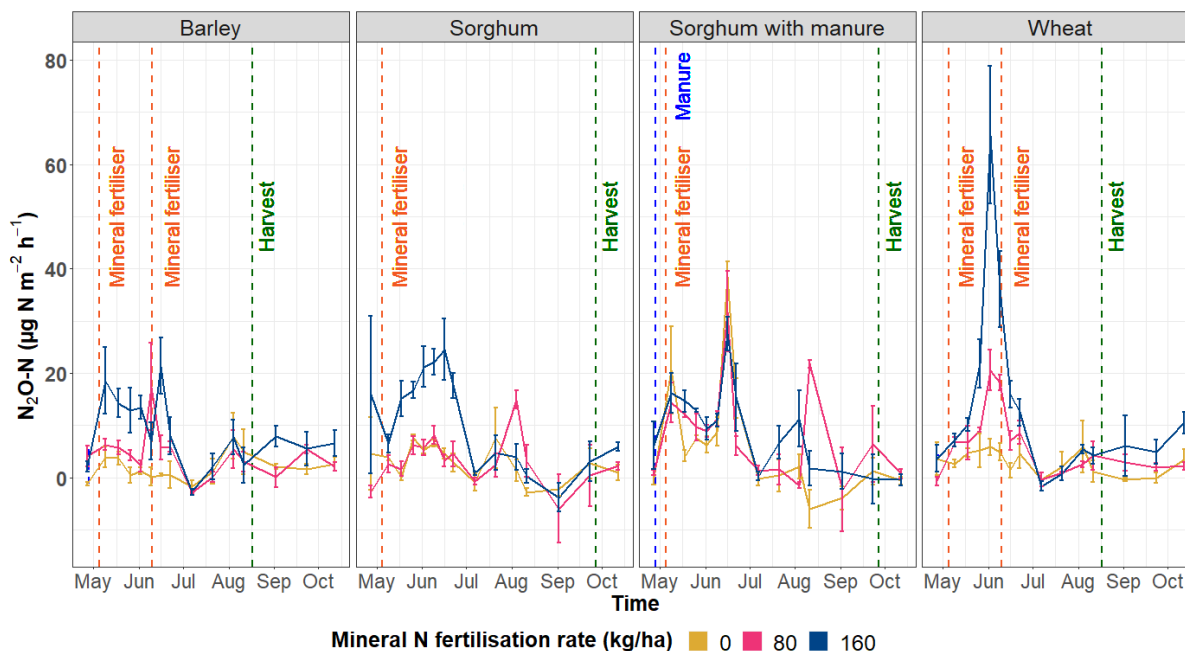 Barley
Sorghum
Sorghum with manure
Wheat
N₂O-N (µg N m⁻² h⁻¹)
80
60
40
20
0
Mineral fertiliser
Mineral fertiliser
Harvest
Mineral fertiliser
Harvest
Manure
Mineral fertiliser
Harvest
Mineral fertiliser
Mineral fertiliser
Harvest
May Jun Jul Aug Sep Oct
May Jun Jul Aug Sep Oct
May Jun Jul Aug Sep Oct
May Jun Jul Aug Sep Oct
Time
Mineral N fertilisation rate (kg/ha) 0 80 160